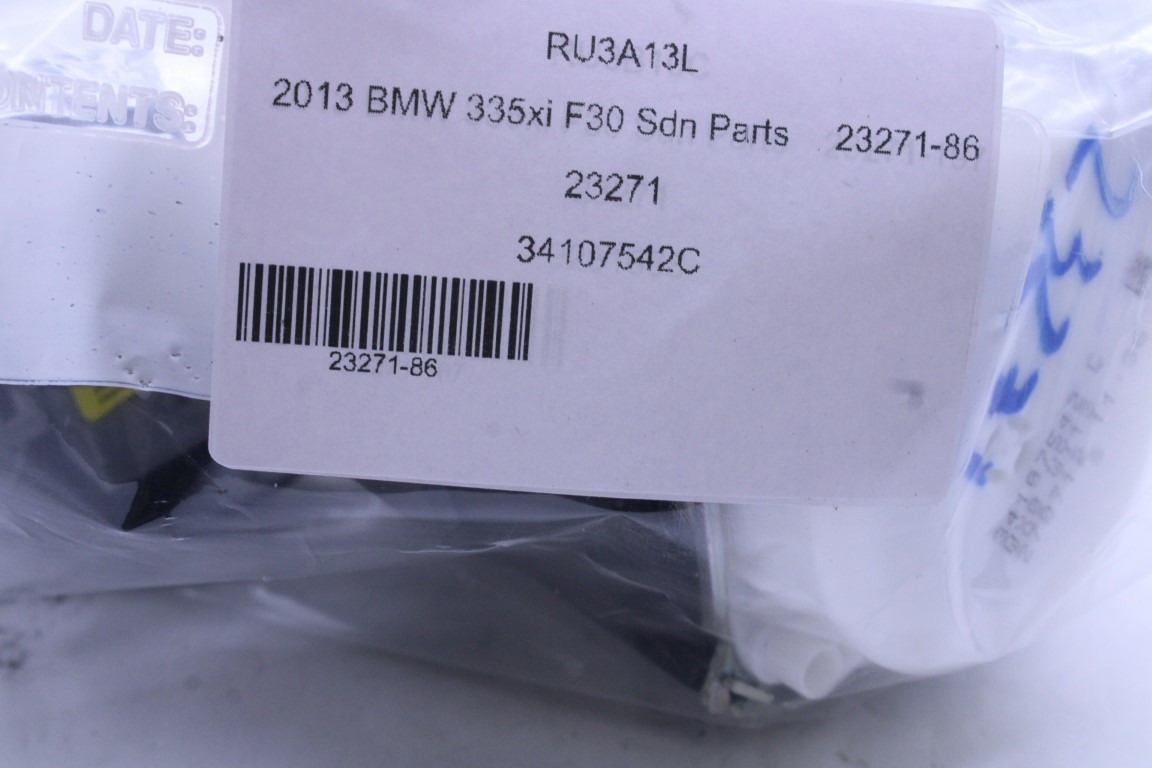 DATE:
CONTENTS:
RU3A13L
2013 BMW 335xi F30 Sdn Parts 23271-86
23271
34107542C
23271-86